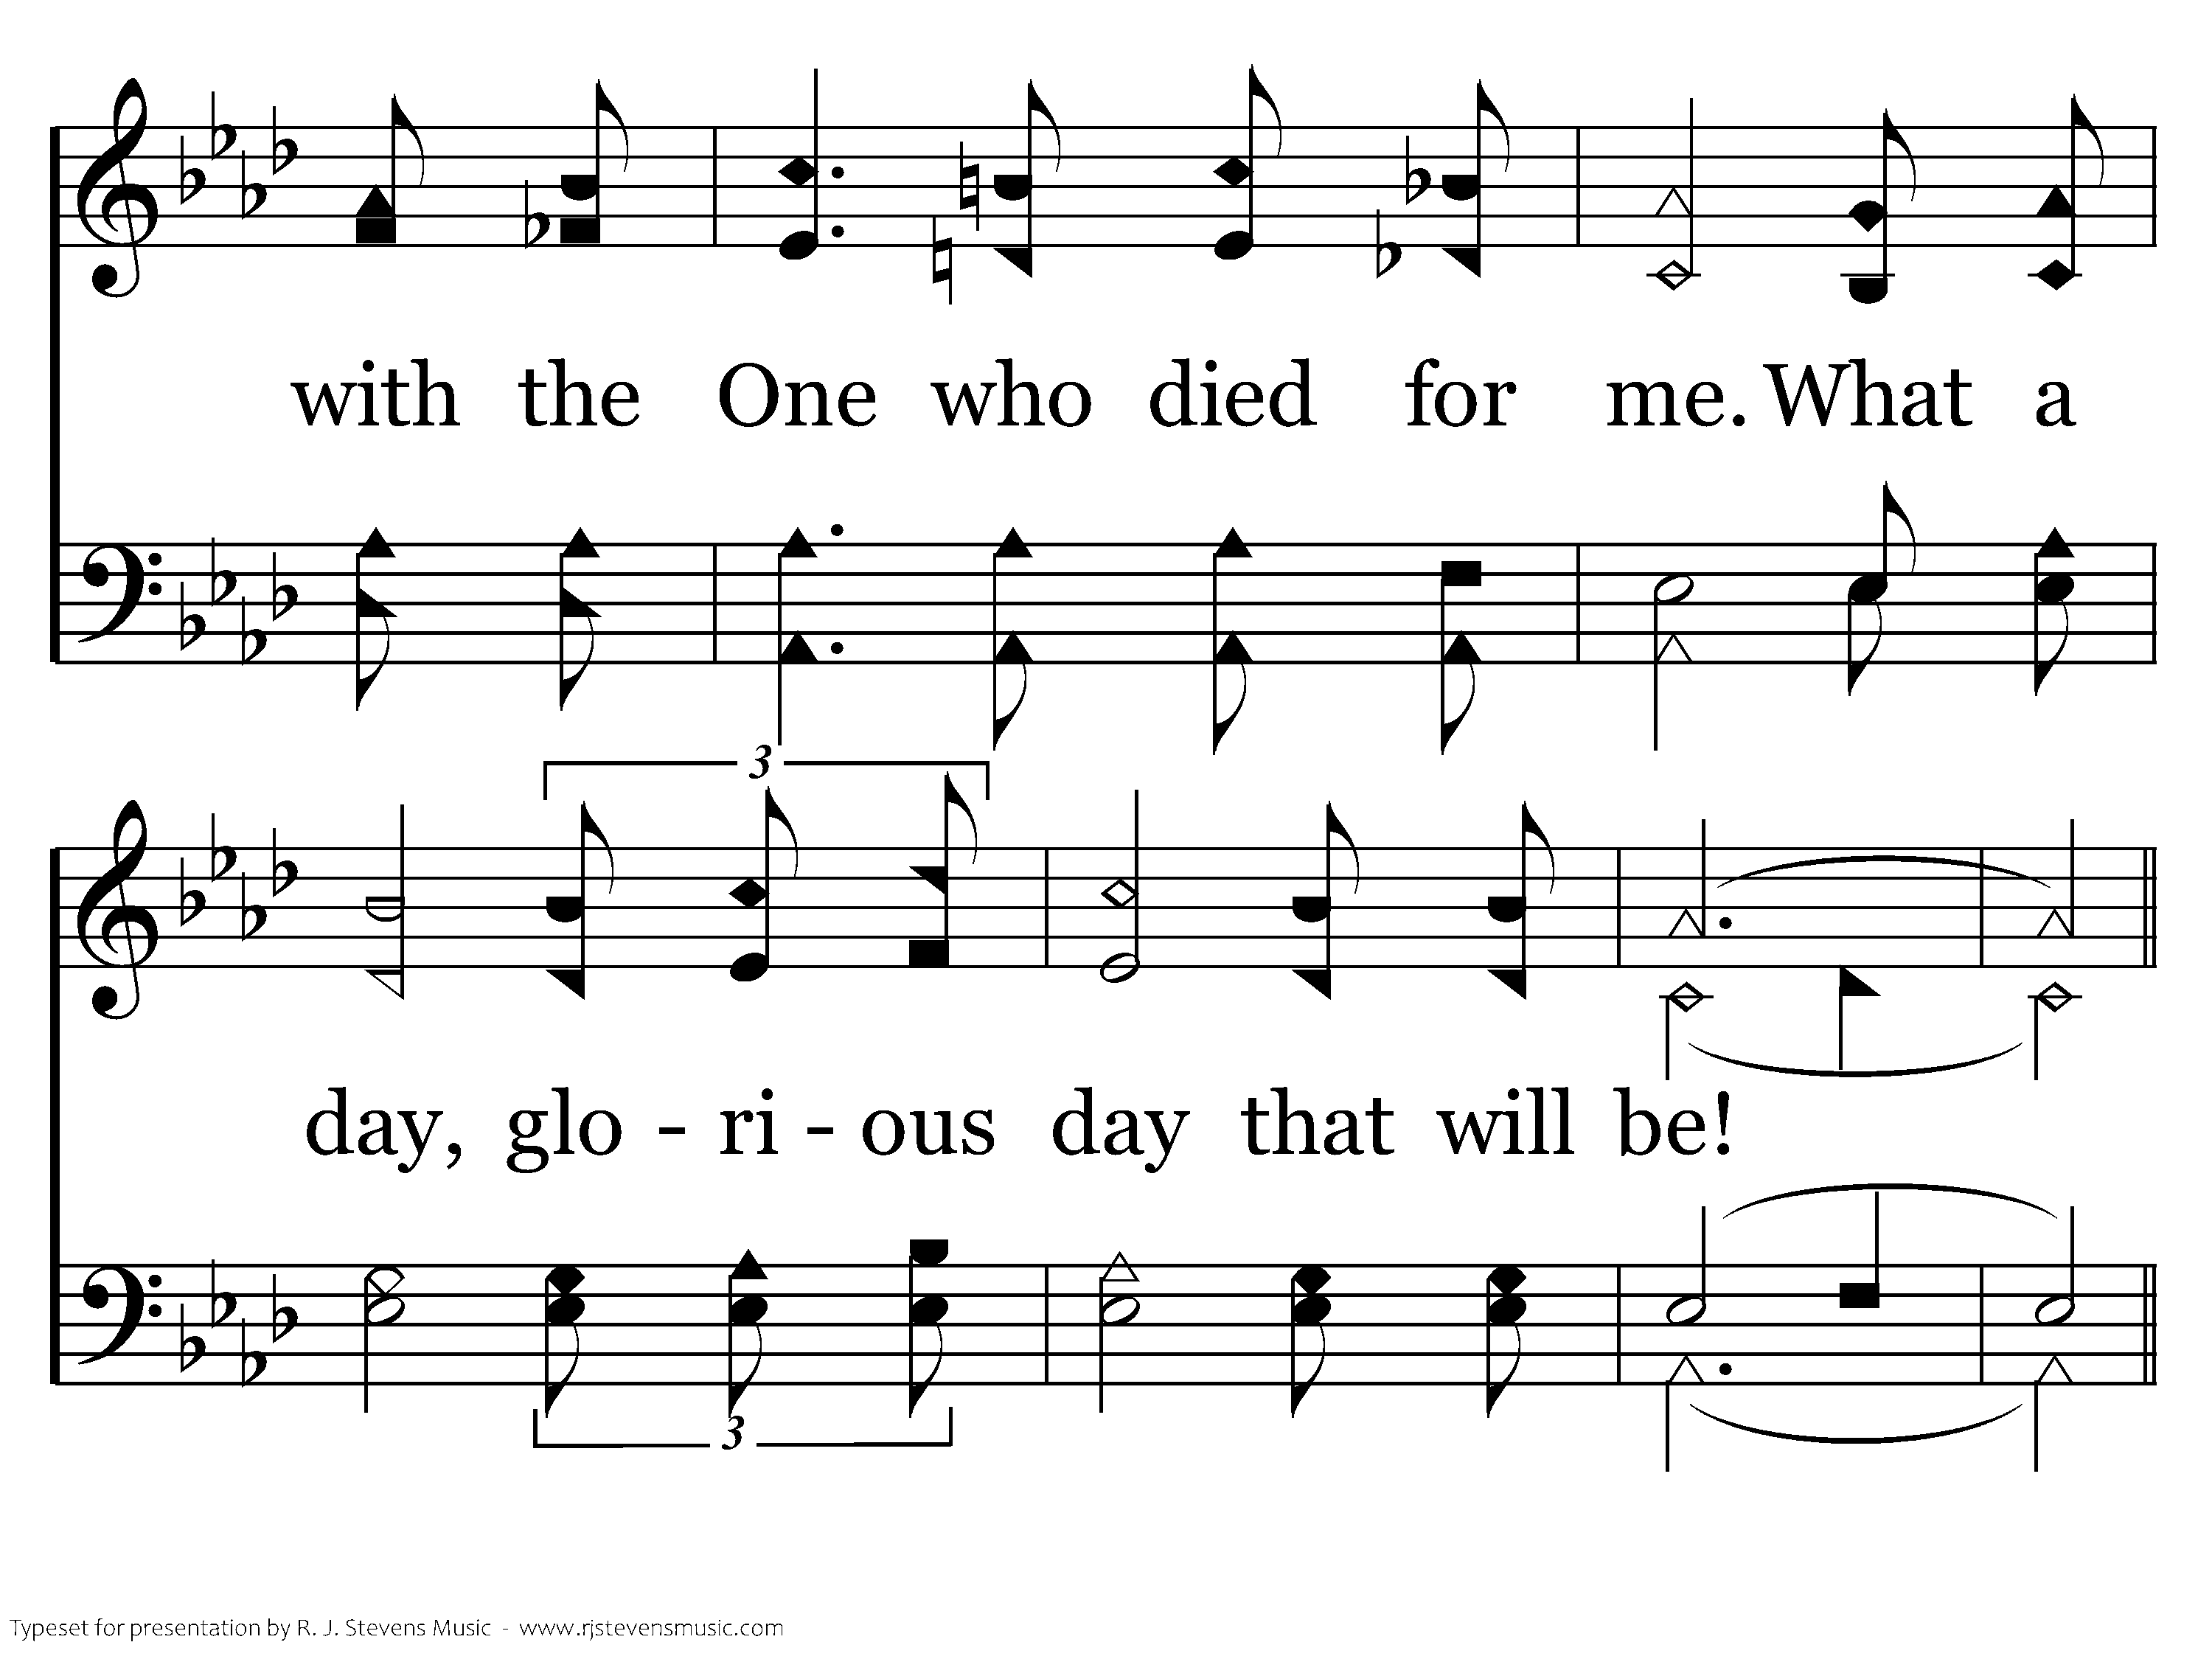 with the One who died for me. What a
3
day, glo - ri - ous day that will be!
3
Typeset for presentation by R. J. Stevens Music - www.rjstevensmusic.com